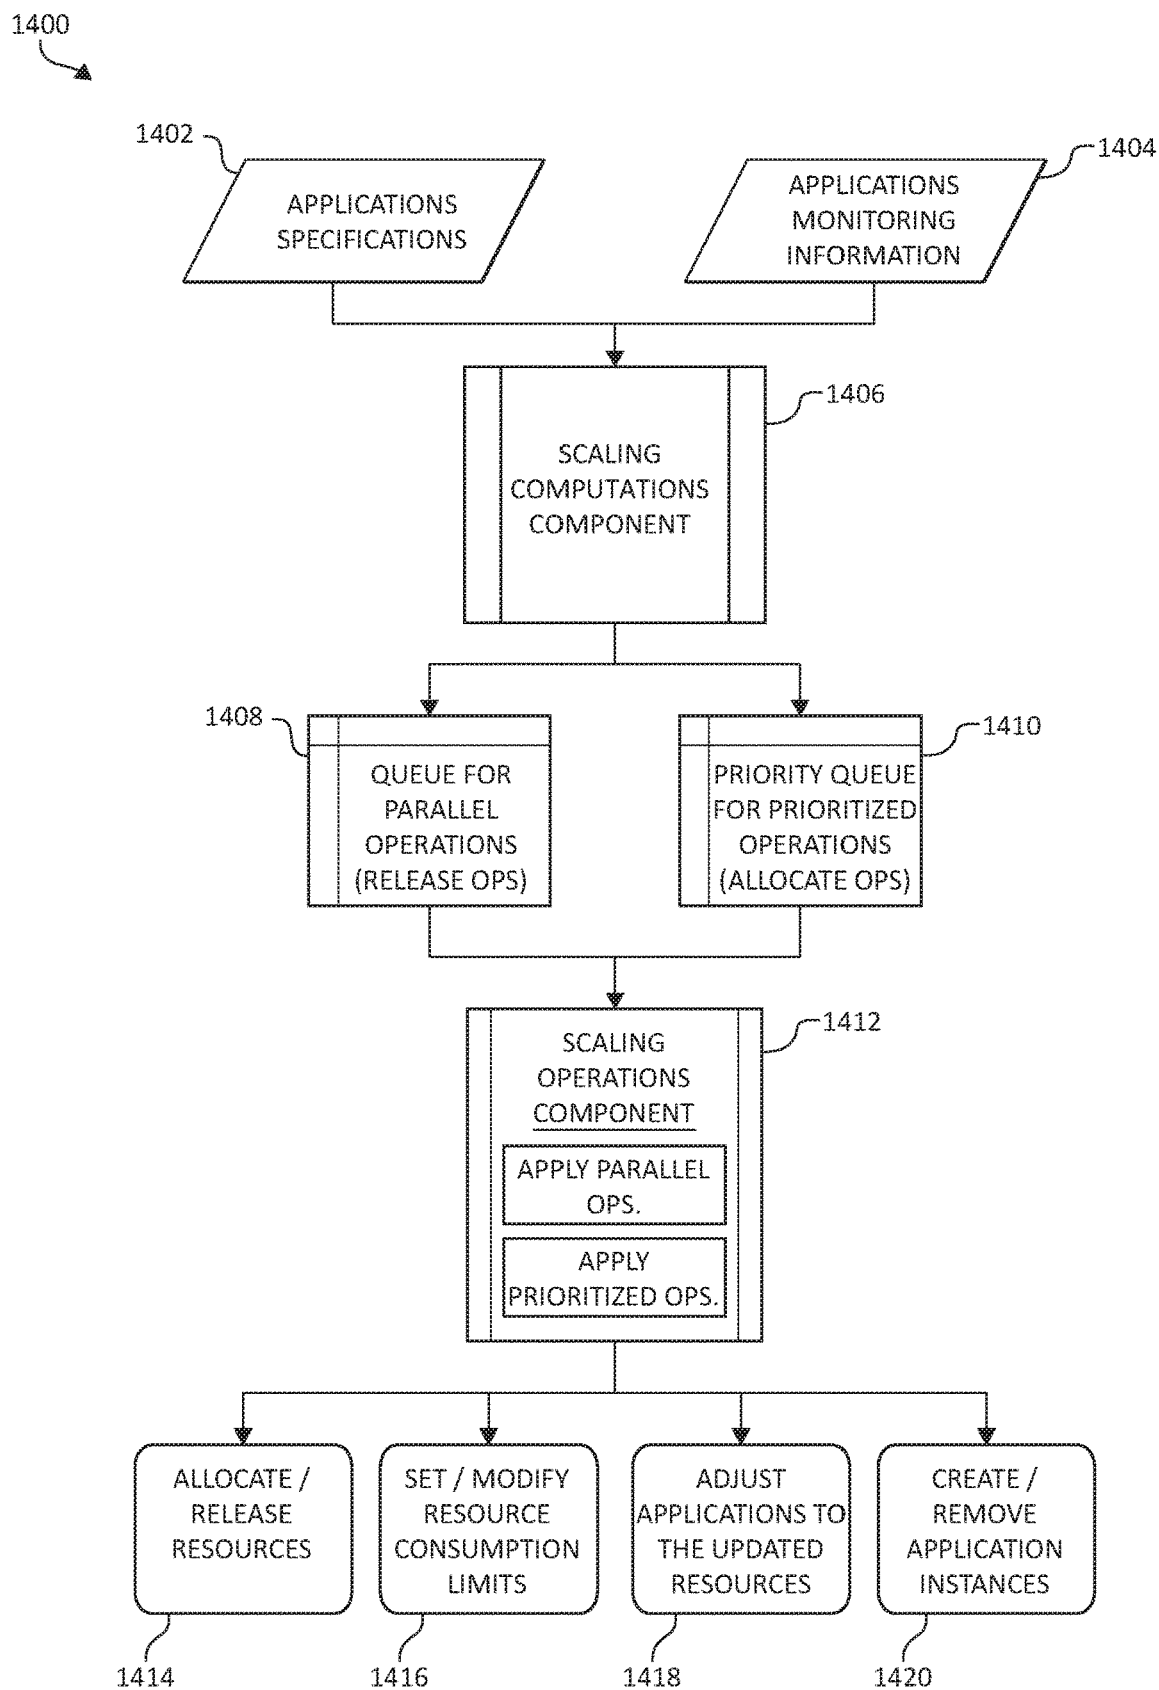 1400
1402
APPLICATIONS
SPECIFICATIONS
1404
APPLICATIONS
MONITORING
INFORMATION
1406
SCALING
COMPUTATIONS
COMPONENT
1408
QUEUE FOR
PARALLEL
OPERATIONS
(RELEASE OPS)
1410
PRIORITY QUEUE
FOR PRIORITIZED
OPERATIONS
(ALLOCATE OPS)
1412
SCALING
OPERATIONS
COMPONENT
APPLY PARALLEL
OPS.
APPLY
PRIORITIZED OPS.
ALLOCATE /
RELEASE
RESOURCES
1414
SET / MODIFY
RESOURCE
CONSUMPTION
LIMITS
1416
ADJUST
APPLICATIONS TO
THE UPDATED
RESOURCES
1418
CREATE /
REMOVE
APPLICATION
INSTANCES
1420